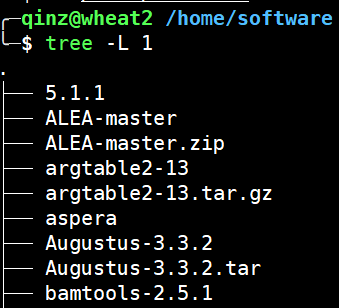 ╭─qinz@wheat2 /home/software
╰─$ tree -L 1
.
├── 5.1.1
├── ALEA-master
├── ALEA-master.zip
├── argtable2-13
├── argtable2-13.tar.gz
├── aspera
├── Augustus-3.3.2
├── Augustus-3.3.2.tar
├── bamtools-2.5.1